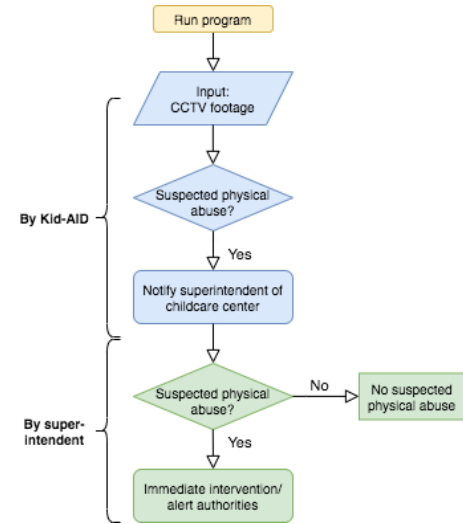 Run program
Input:
CCTV footage
Suspected physical
abuse?
By Kid-AID
Yes
Notify superintendent of
childcare center
Suspected physical
abuse?
No
No suspected
physical abuse
By super-
intendent
Yes
Immediate intervention/
alert authorities